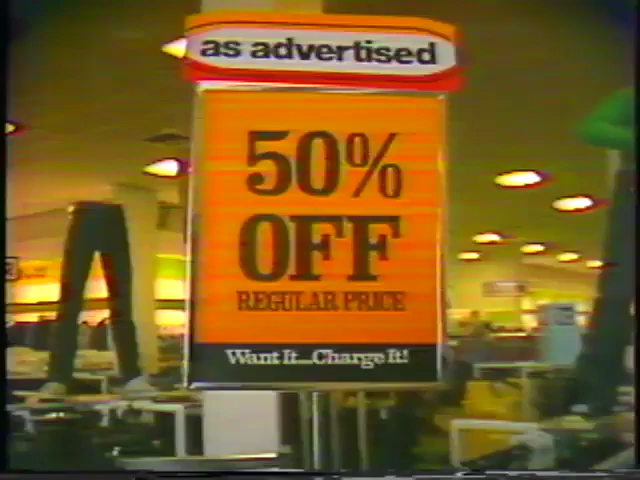 as advertised
50%
OFF
REGULAR PRICE
Want It...Charge It!